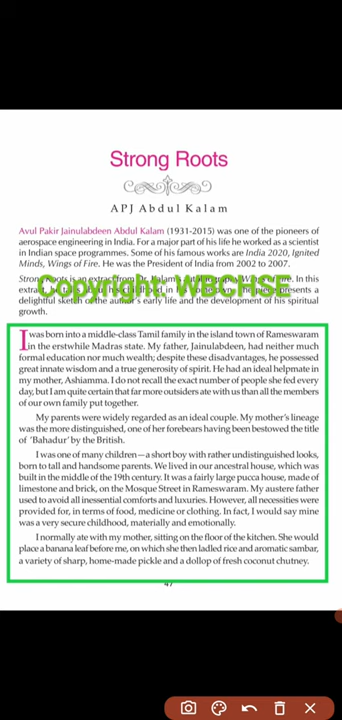 Strong Roots
APJ Abdul Kalam
Avul Pakir Jainulabdeen Abdul Kalam (1931-2015) was one of the pioneers of
aerospace engineering in India. For a major part of his life he worked as a scientist
in Indian space programmes. Some of his famous works are India 2020, Ignited
Minds, Wings of Fire. He was the President of India from 2002 to 2007.
Strong Roots is an extract from Dr. Kalam's autobiography Wings of Fire. In this
extract, he talks about his childhood in his home town. The piece presents a
Copyright: WBCHSE
delightful sketch of the author's early life and the development of his spiritual
growth.
I was born into a middle-class Tamil family in the island town of Rameswaram
in the erstwhile Madras state. My father, Jainulabdeen, had neither much
formal education nor much wealth; despite these disadvantages, he possessed
great innate wisdom and a true generosity of spirit. He had an ideal helpmate in
my mother, Ashiamma. I do not recall the exact number of people she fed every
day, but I am quite certain that far more outsiders ate with us than all the members
of our own family put together.
My parents were widely regarded as an ideal couple. My mother's lineage
was the more distinguished, one of her forebears having been bestowed the title
of 'Bahadur' by the British.
I was one of many children—a short boy with rather undistinguished looks,
born to tall and handsome parents. We lived in our ancestral house, which was
built in the middle of the 19th century. It was a fairly large pucca house, made of
limestone and brick, on the Mosque Street in Rameswaram. My austere father
used to avoid all inessential comforts and luxuries. However, all necessities were
provided for, in terms of food, medicine or clothing. In fact, I would say mine
was a very secure childhood, materially and emotionally.
I normally ate with my mother, sitting on the floor of the kitchen. She would
place a banana leaf before me, on which she then ladled rice and aromatic sambar,
a variety of sharp, home-made pickle and a dollop of fresh coconut chutney.
47